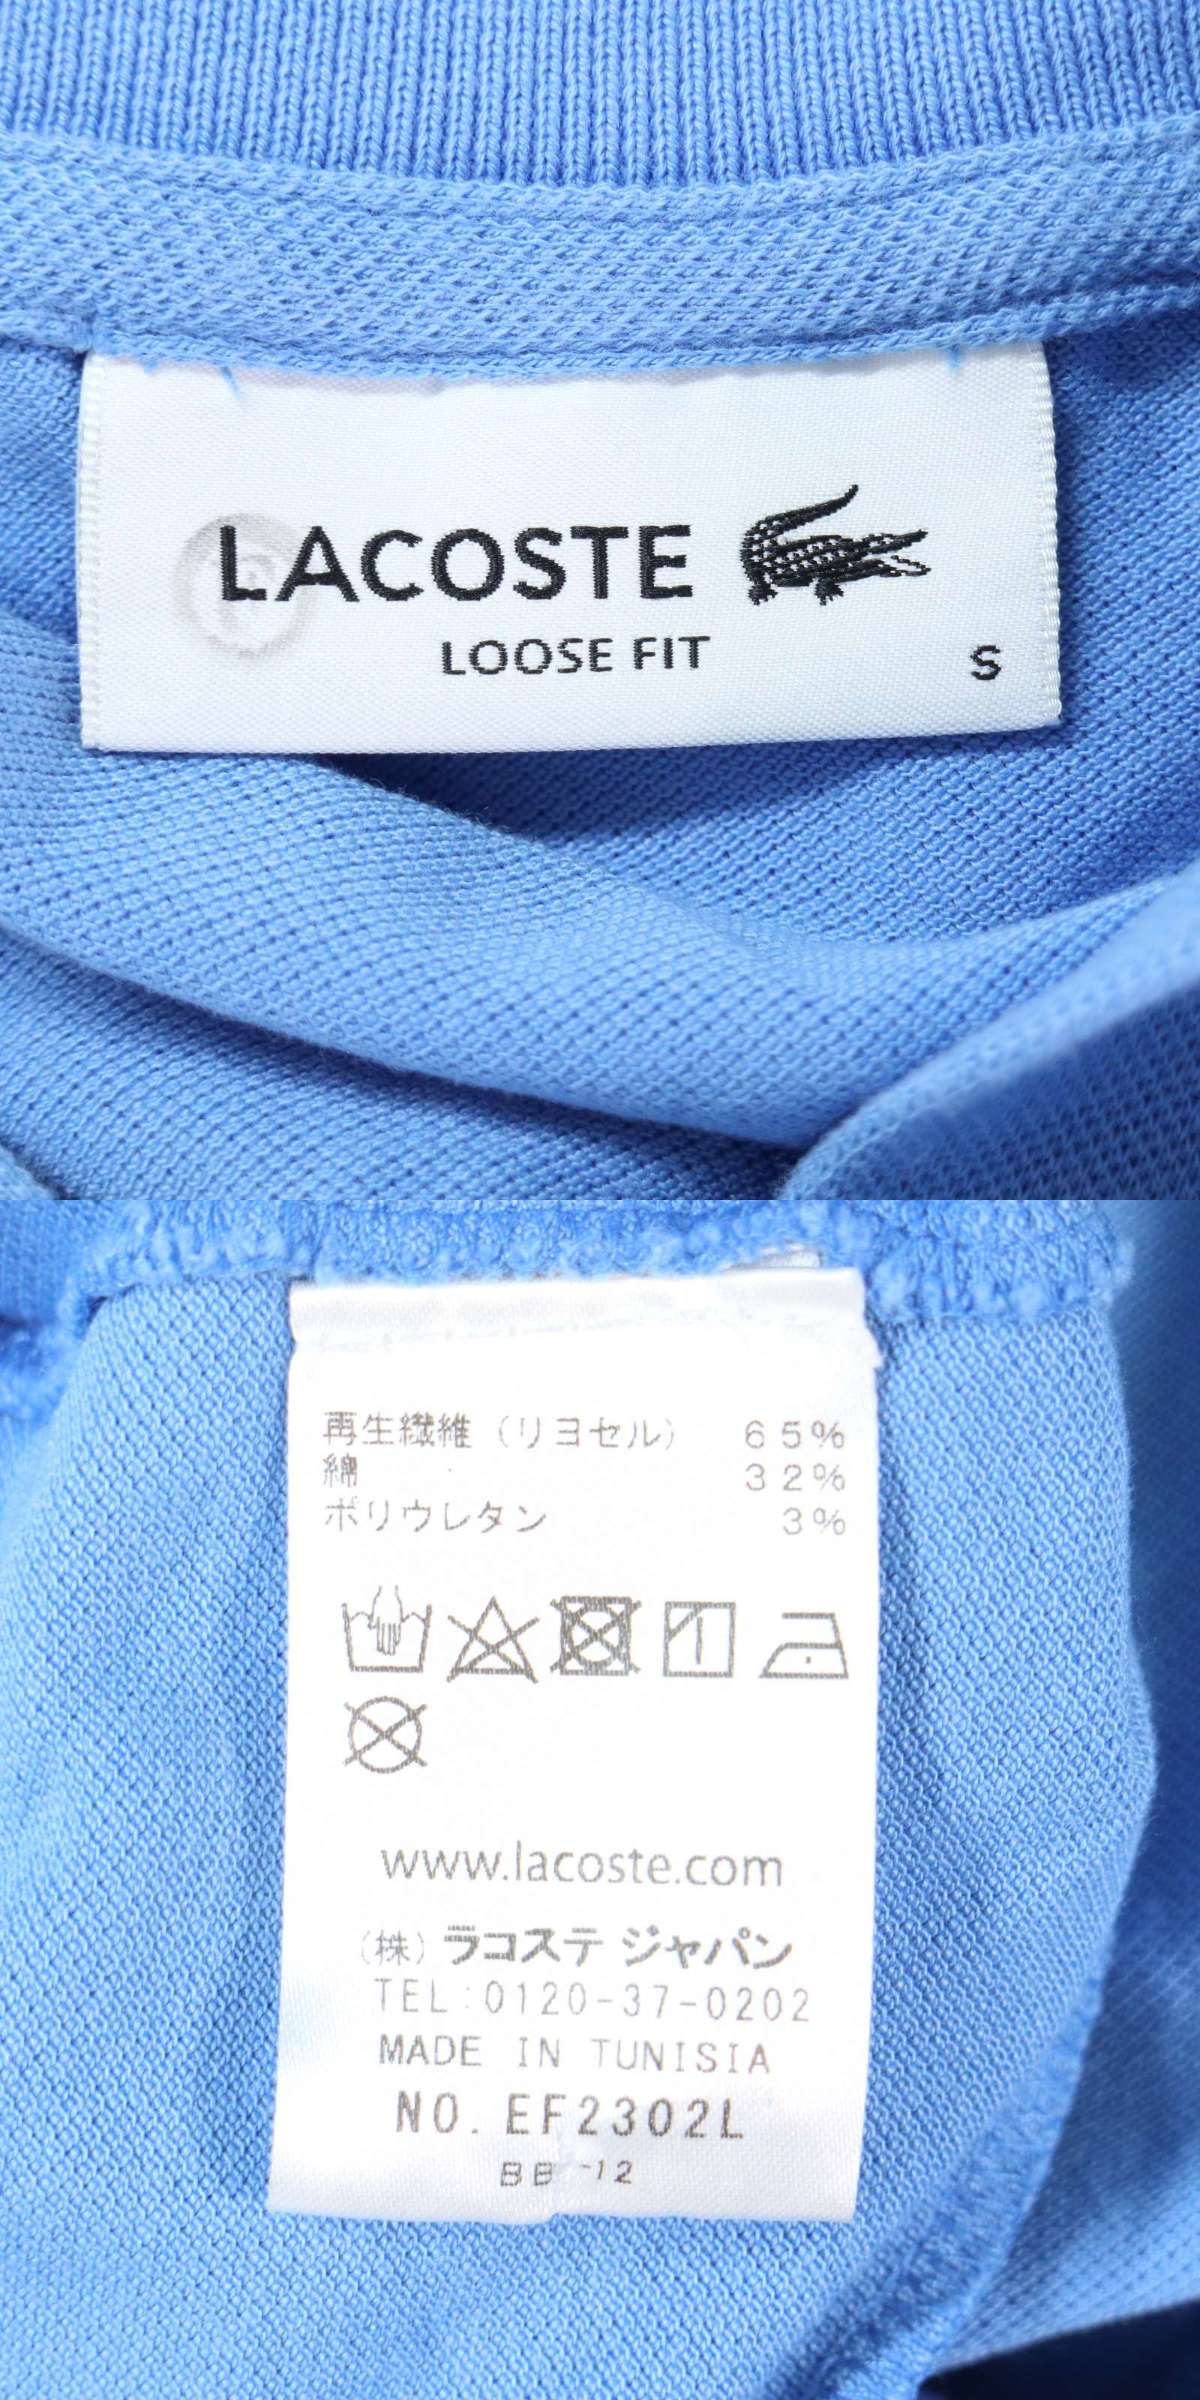 LACOSTE
LOOSE FIT
S
再生繊維（リヨセル） 65%
綿 32%
ポリウレタン 3%
www.lacoste.com
（株）ラコステ ジャパン
TEL:0120-37-0202
MADE IN TUNISIA
NO. EF2302L